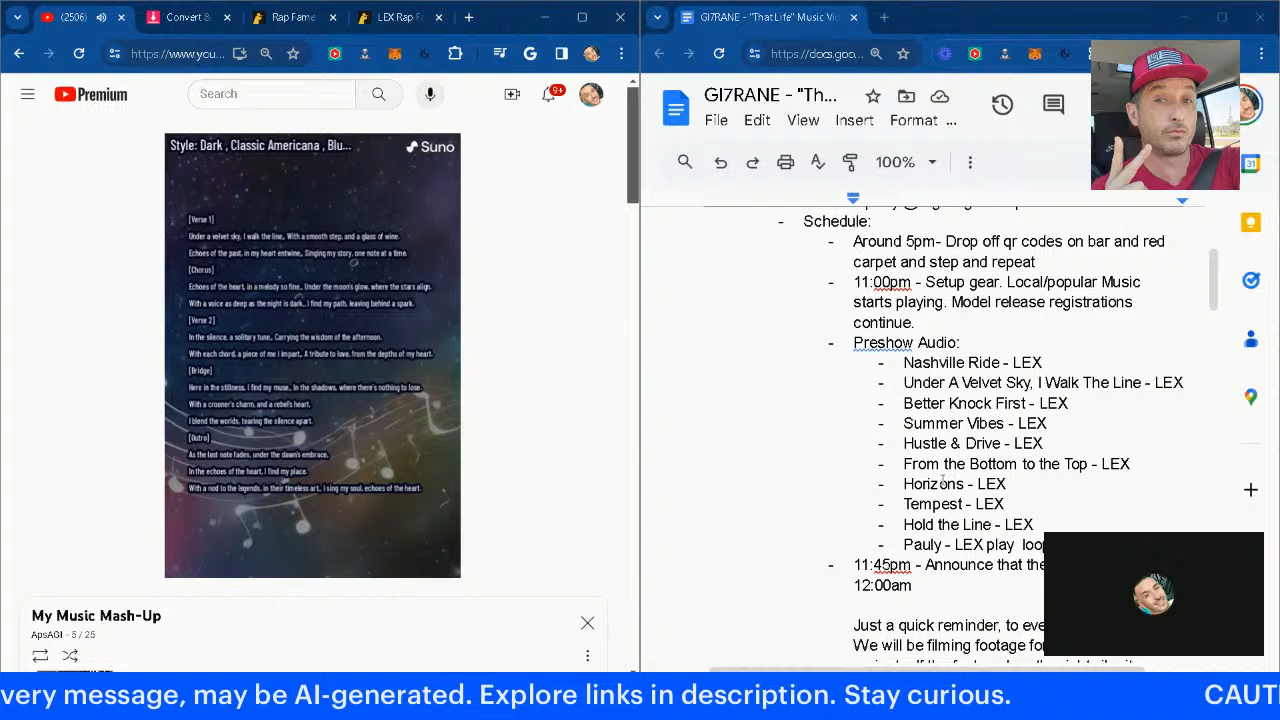 (2506)
Convert &
Rap Fame
LEX Rap F
GI7RANE - "That Life" Music Vi
https://www.you...
https://docs.goo...
Premium
Search
9+
GI7RANE - "Th...
File Edit View Insert Format ...
100%
Style: Dark , Classic Americana , Blu...
Suno
[Verse 1]
Under a velvet sky, I walk the line,, With a smooth step, and a glass of wine.
Echoes of the past, in my heart entwine,, Singing my story, one note at a time.
[Chorus]
Echoes of the heart, in a melody so fine,, Under the moon's glow, where the stars align.
With a voice as deep as the night is dark,, I find my path, leaving behind a spark.
[Verse 2]
In the silence, a solitary tune,, Carrying the wisdom of the afternoon.
With each chord, a piece of me I impart,, A tribute to love, from the depths of my heart.
[Bridge]
Here in the stillness, I find my muse,, In the shadows, where there's nothing to lose.
With a crooner's charm, and a rebel's heart,
I blend the worlds, tearing the silence apart.
[Outro]
As the last note fades, under the dawn's embrace,
In the echoes of the heart, I find my place.
With a nod to the legends, in their timeless art,, I sing my soul, echoes of the heart.
My Music Mash-Up
ApsAGI - 5 / 25
- Schedule:
- Around 5pm- Drop off qr codes on bar and red
carpet and step and repeat
- 11:00pm - Setup gear. Local/popular Music
starts playing. Model release registrations
continue.
- Preshow Audio:
- Nashville Ride - LEX
- Under A Velvet Sky, I Walk The Line - LEX
- Better Knock First - LEX
- Summer Vibes - LEX
- Hustle & Drive - LEX
- From the Bottom to the Top - LEX
- Horizons - LEX
- Tempest - LEX
- Hold the Line - LEX
- Pauly - LEX play loop
- 11:45pm - Announce that the
12:00am
Just a quick reminder, to eve
We will be filming footage for
31
very message, may be AI-generated. Explore links in description. Stay curious.
CAUT